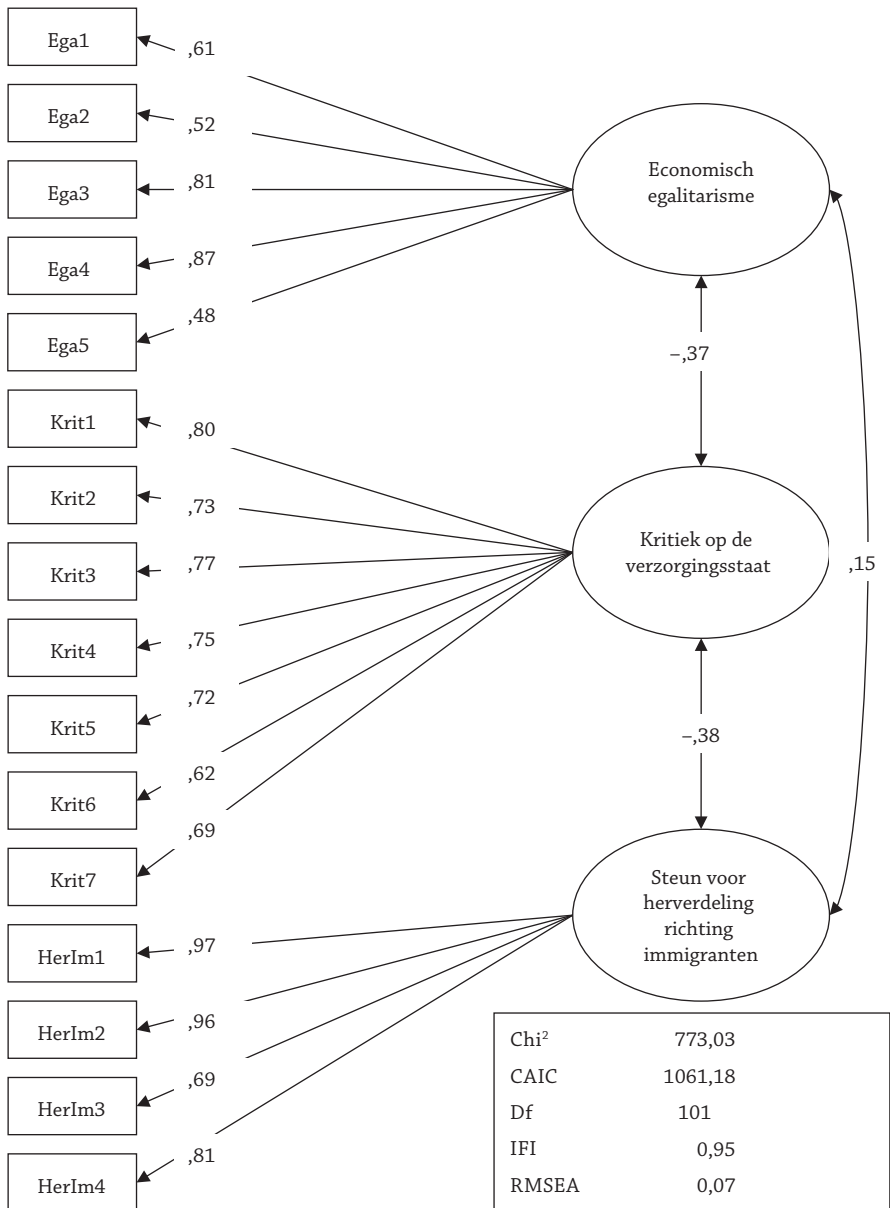 Ega1
,61
Ega2
,52
Ega3
,81
Ega4
,87
Ega5
,48
Economisch
egalitarisme
–,37
Krit1
,80
Krit2
,73
Krit3
,77
Krit4
,75
Krit5
,72
Krit6
,62
Krit7
,69
Kritiek op de
verzorgingsstaat
,15
–,38
HerIm1
,97
HerIm2
,96
HerIm3
,69
HerIm4
,81
Steun voor
herverdeling
richting
immigranten
Chi² 773,03
CAIC 1061,18
Df 101
IFI 0,95
RMSEA 0,07